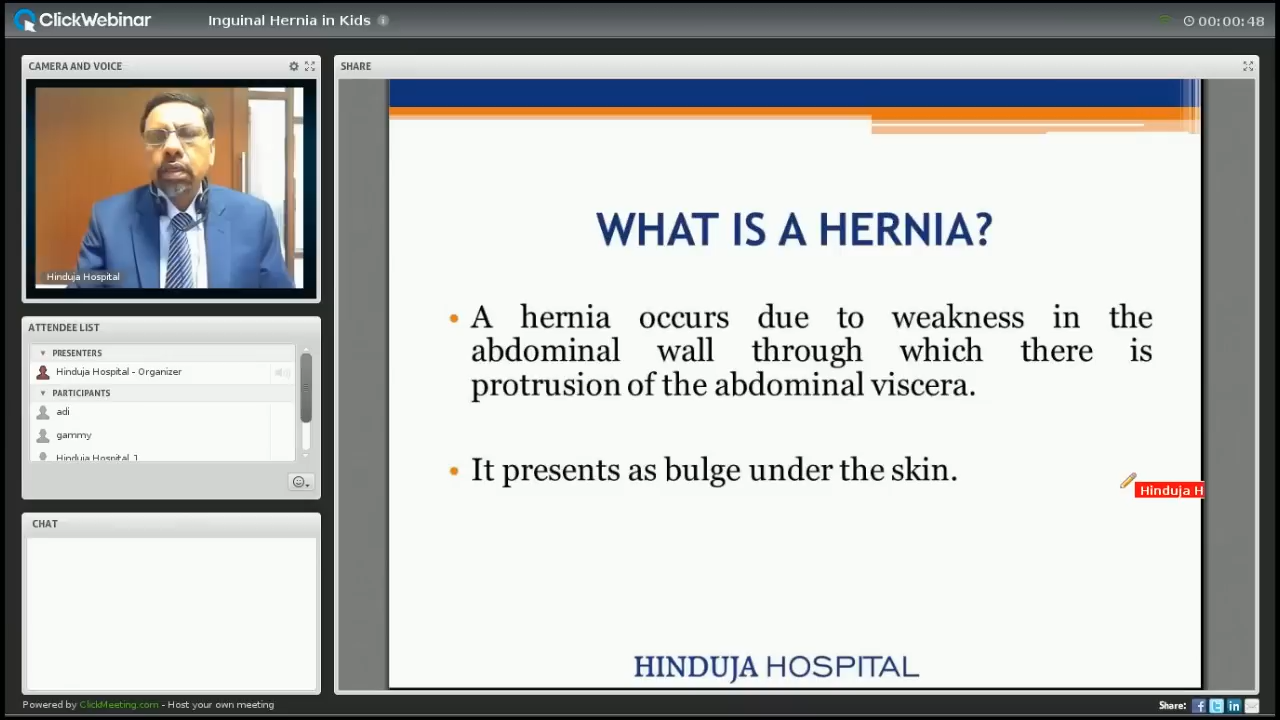 ClickWebinar
Inguinal Hernia in Kids
00:00:48
CAMERA AND VOICE
Hinduja Hospital
ATTENDEE LIST
PRESENTERS
Hinduja Hospital - Organizer
PARTICIPANTS
adi
gammy
Hinduja Hospital_1
CHAT
SHARE
WHAT IS A HERNIA?
• A hernia occurs due to weakness in the
abdominal wall through which there is
protrusion of the abdominal viscera.
• It presents as bulge under the skin.
Hinduja H
HINDUJA HOSPITAL
Powered by ClickMeeting.com - Host your own meeting
Share: